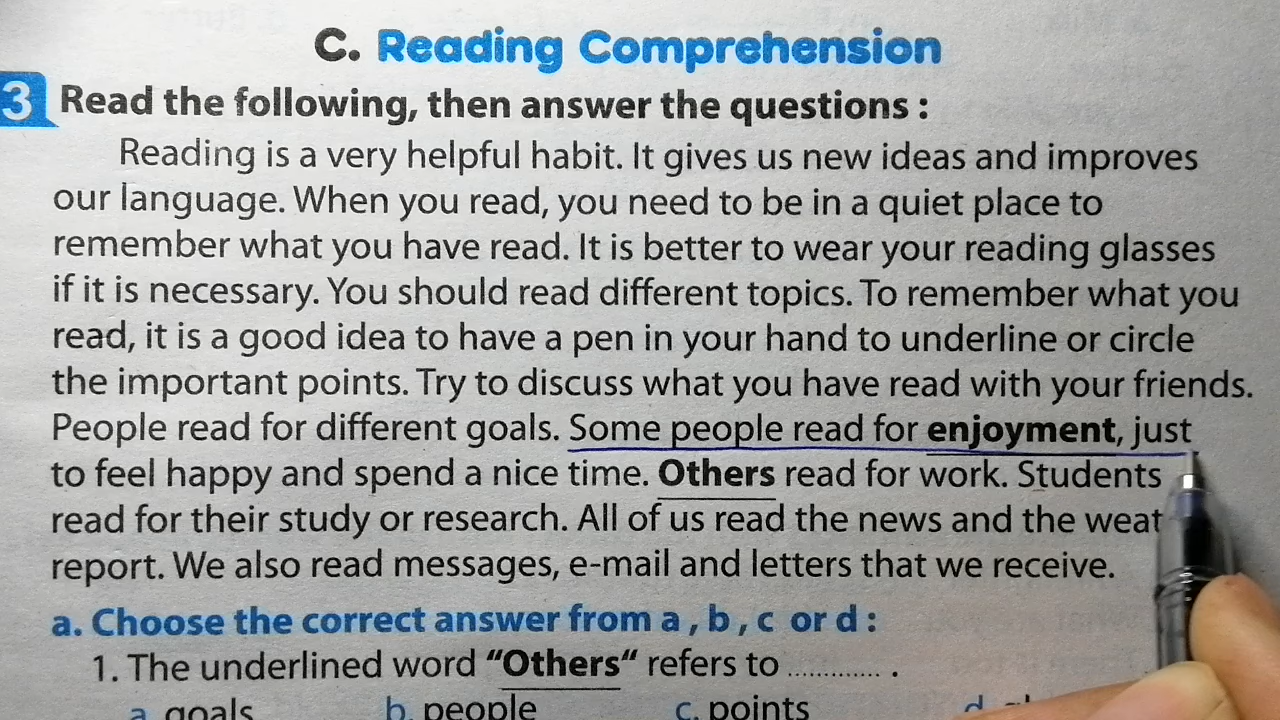 C. Reading Comprehension
3 Read the following, then answer the questions :
Reading is a very helpful habit. It gives us new ideas and improves
our language. When you read, you need to be in a quiet place to
remember what you have read. It is better to wear your reading glasses
if it is necessary. You should read different topics. To remember what you
read, it is a good idea to have a pen in your hand to underline or circle
the important points. Try to discuss what you have read with your friends.
People read for different goals. Some people read for enjoyment, just
to feel happy and spend a nice time. Others read for work. Students
read for their study or research. All of us read the news and the
report. We also read messages, e-mail and letters that we receive.
a. Choose the correct answer from a , b , c or d :
1. The underlined word "Others" refers to ............. .
a. goals b. people c. points d.